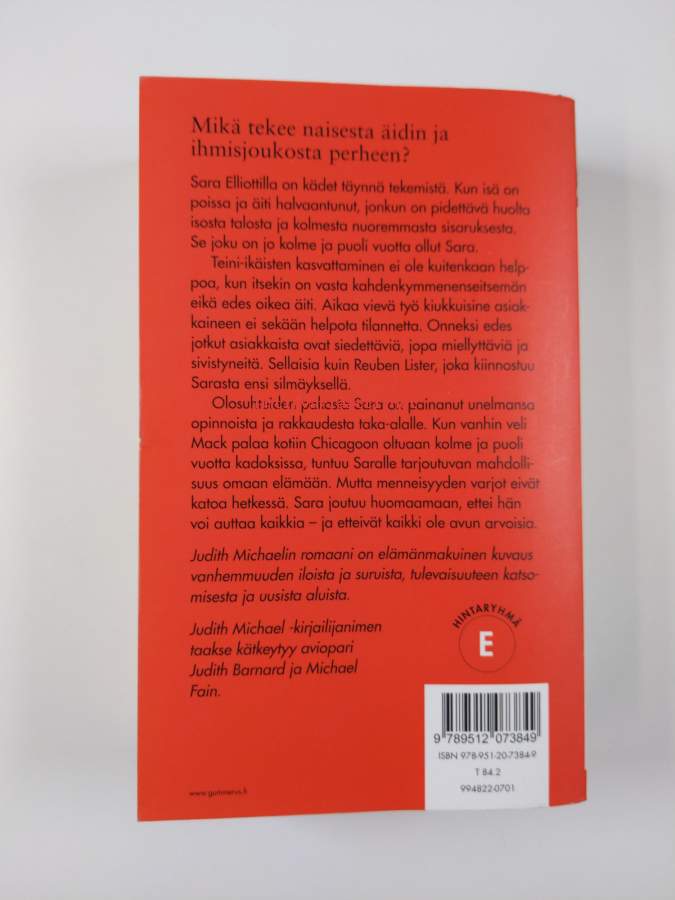 Mikä tekee naisesta äidin ja
ihmisjoukosta perheen?
Sara Elliottilla on kädet täynnä tekemistä. Kun isä on
poissa ja äiti halvaantunut, jonkun on pidettävä huolta
isosta talosta ja kolmesta nuoremmasta sisaruksesta.
Se joku on jo kolme ja puoli vuotta ollut Sara.
Teini-ikäisten kasvattaminen ei ole kuitenkaan help-
poa, kun itsekin on vasta kahdenkymmenenseitsemän
eikä edes oikea äiti. Aikaa vievä työ kiukkuisine asiak-
kaineen ei sekään helpota tilannetta. Onneksi edes
jotkut asiakkaista ovat siedettäviä, jopa miellyttäviä ja
sivistyneitä. Sellaisia kuin Reuben Lister, joka kiinnostuu
Sarasta ensi silmäyksellä.
Olosuhteiden pakosta Sara on painanut unelmansa
opinnoista ja rakkaudesta taka-alalle. Kun vanhin veli
Mack palaa kotiin Chicagoon oltuaan kolme ja puoli
vuotta kadoksissa, tuntuu Saralle tarjoutuvan mahdolli-
suus omaan elämään. Mutta menneisyyden varjot eivät
katoa hetkessä. Sara joutuu huomaamaan, ettei hän
voi auttaa kaikkia – ja etteivät kaikki ole avun arvoisia.
Judith Michaelin romaani on elämänmakuinen kuvaus
vanhemmuuden iloista ja suruista, tulevaisuuteen katso-
misesta ja uusista aluista.
Judith Michael -kirjailijanimen
taakse kätkeytyy aviopari
Judith Barnard ja Michael
Fain.
HINTARYHMÄ
E
9 789512 073849
ISBN 978-951-20-7384-9
T 84.2
994822-0701
www.gummerus.fi